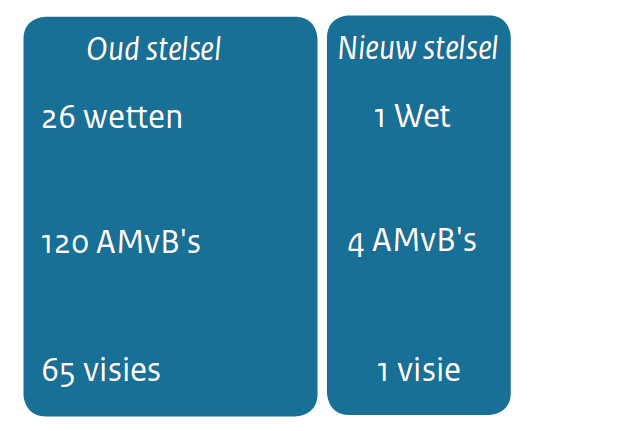 Oud stelsel
26 wetten
120 AMvB's
65 visies
Nieuw stelsel
1 Wet
4 AMvB's
1 visie